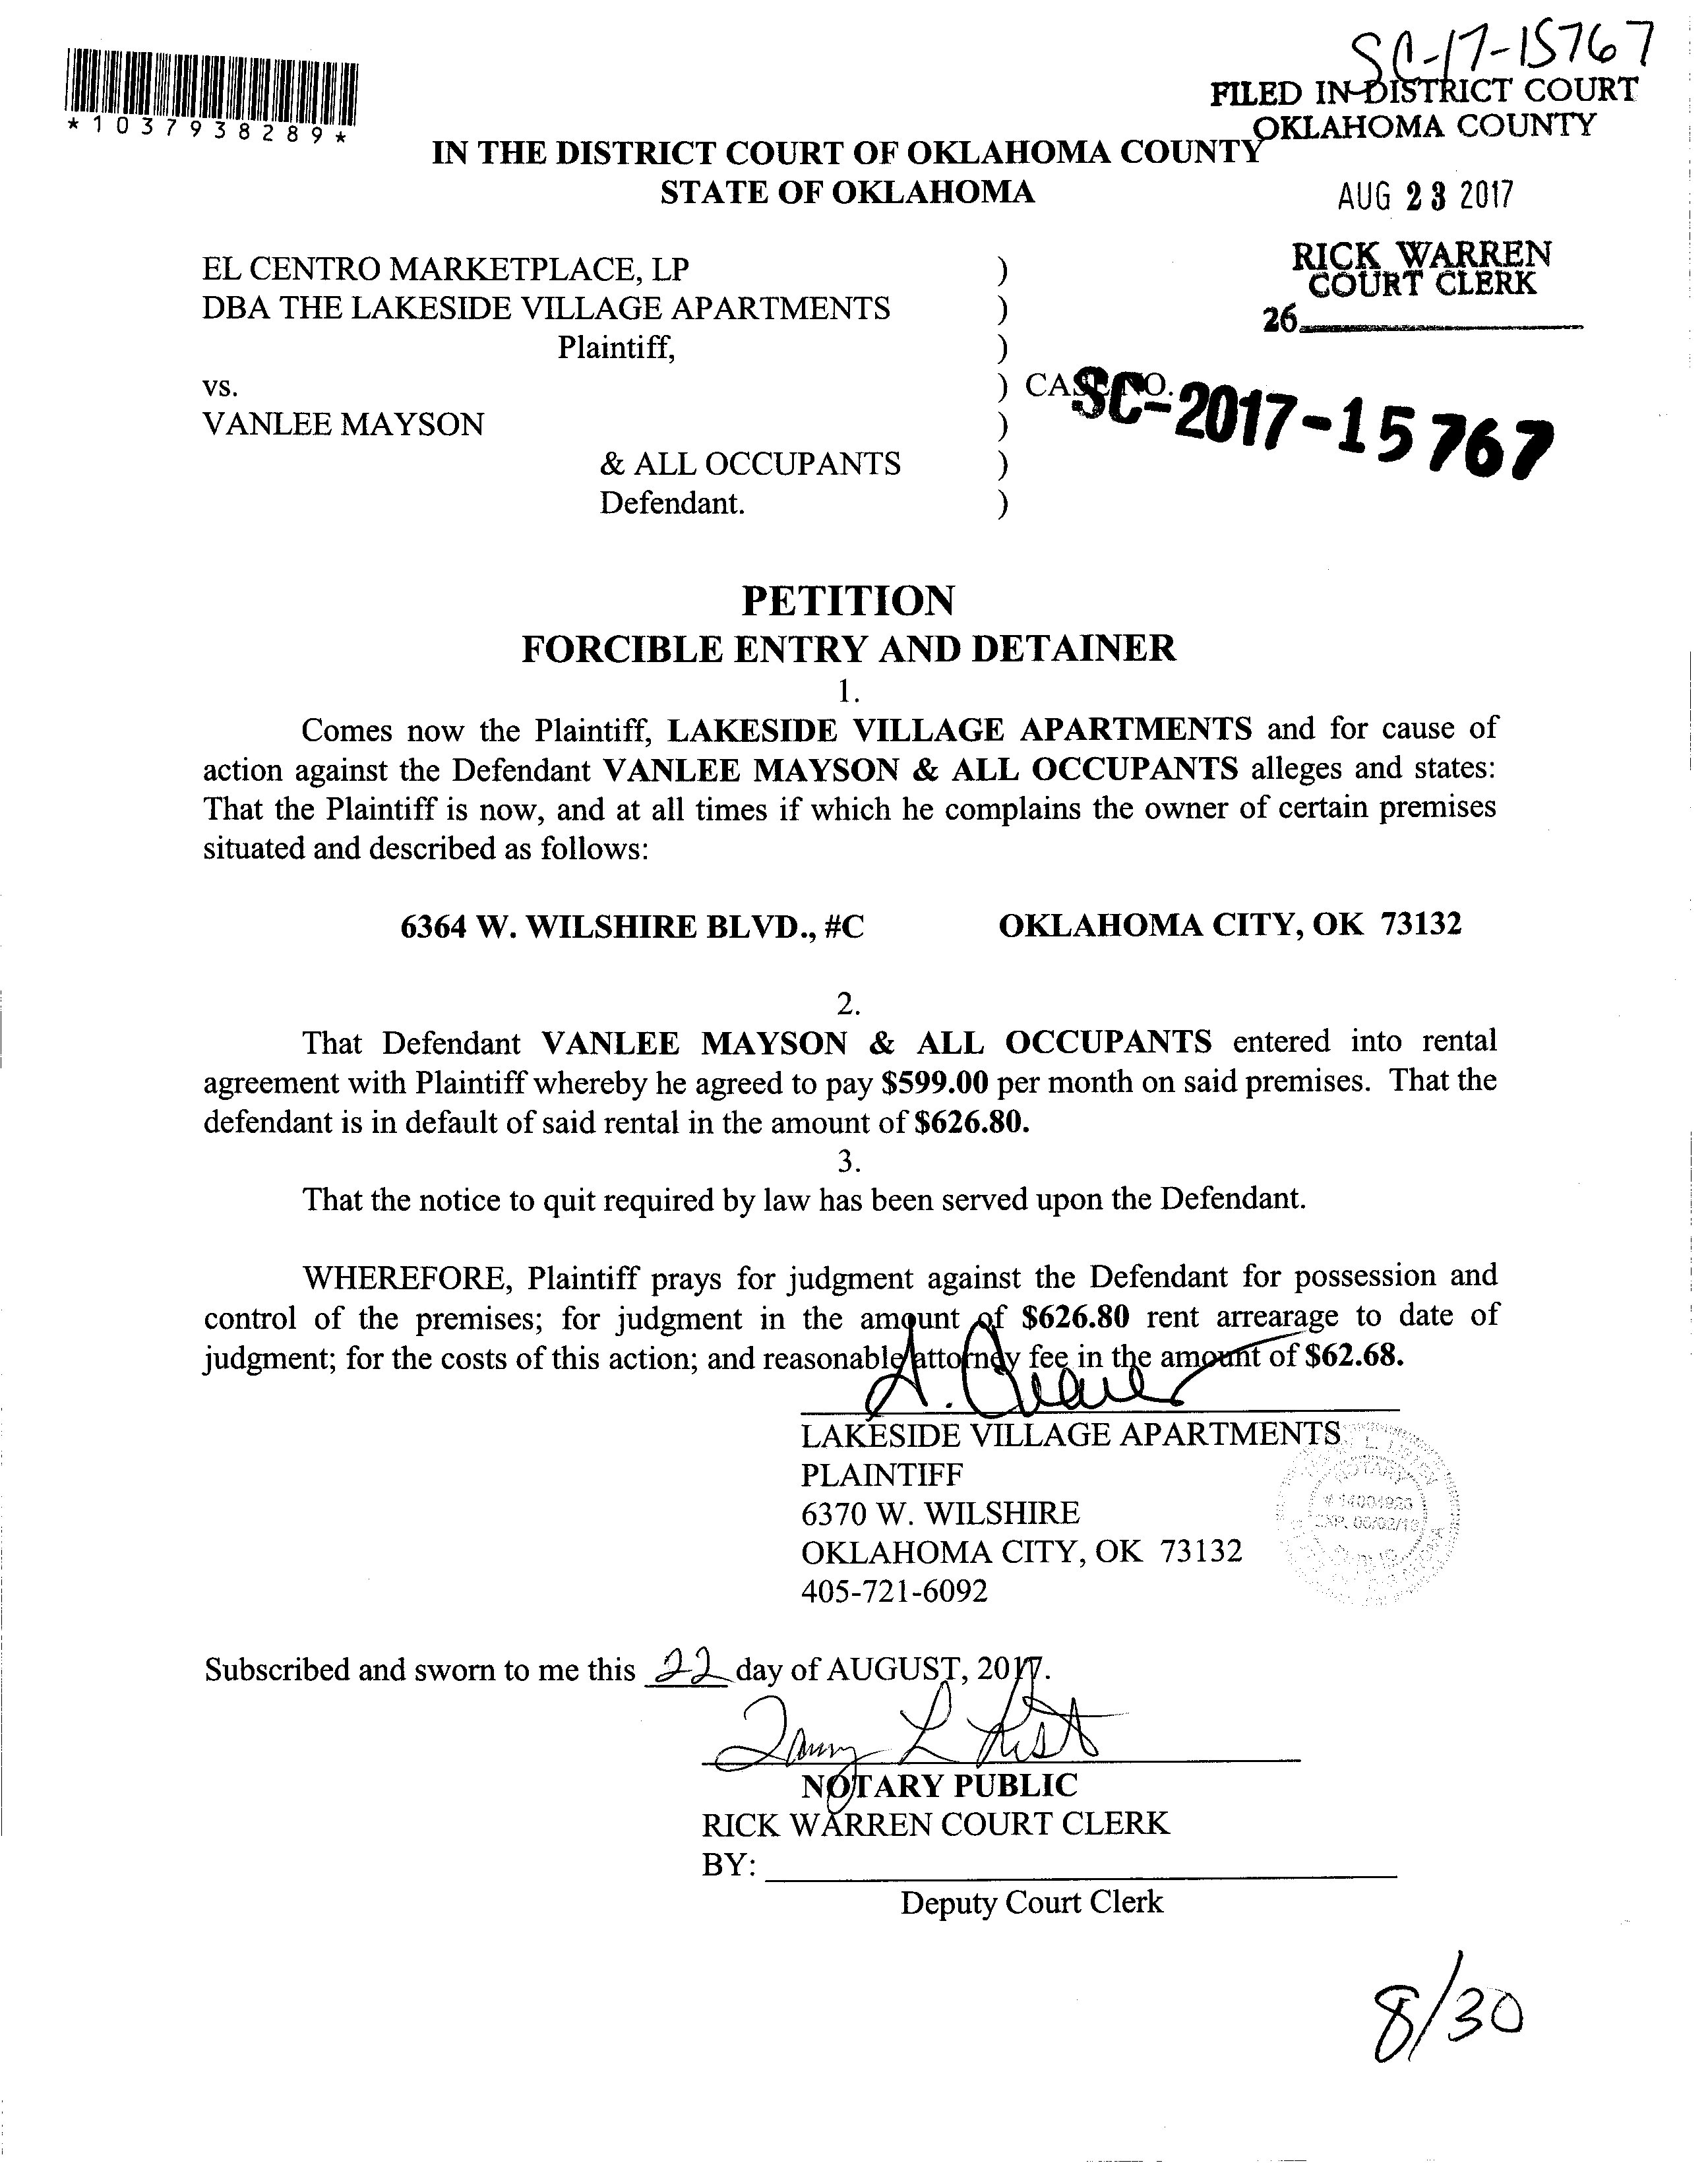 SC-17-15767
FILED IN DISTRICT COURT
OKLAHOMA COUNTY
*1037938289*
IN THE DISTRICT COURT OF OKLAHOMA COUNTY
STATE OF OKLAHOMA
AUG 23 2017
RICK WARREN
COURT CLERK
26
EL CENTRO MARKETPLACE, LP )
DBA THE LAKESIDE VILLAGE APARTMENTS )
Plaintiff, )
vs. ) CASE NO. SC-2017-15767
VANLEE MAYSON )
& ALL OCCUPANTS )
Defendant. )
PETITION
FORCIBLE ENTRY AND DETAINER
1.
Comes now the Plaintiff, LAKESIDE VILLAGE APARTMENTS and for cause of
action against the Defendant VANLEE MAYSON & ALL OCCUPANTS alleges and states:
That the Plaintiff is now, and at all times if which he complains the owner of certain premises
situated and described as follows:
6364 W. WILSHIRE BLVD., #C OKLAHOMA CITY, OK 73132
2.
That Defendant VANLEE MAYSON & ALL OCCUPANTS entered into rental
agreement with Plaintiff whereby he agreed to pay $599.00 per month on said premises. That the
defendant is in default of said rental in the amount of $626.80.
3.
That the notice to quit required by law has been served upon the Defendant.
WHEREFORE, Plaintiff prays for judgment against the Defendant for possession and
control of the premises; for judgment in the amount of $626.80 rent arrearage to date of
judgment; for the costs of this action; and reasonable attorney fee in the amount of $62.68.
LAKESIDE VILLAGE APARTMENTS
PLAINTIFF
6370 W. WILSHIRE
OKLAHOMA CITY, OK 73132
405-721-6092
NOTARY
# 14001923
Subscribed and sworn to me this 22 day of AUGUST, 2017.
NOTARY PUBLIC
RICK WARREN COURT CLERK
BY:
Deputy Court Clerk
8/30